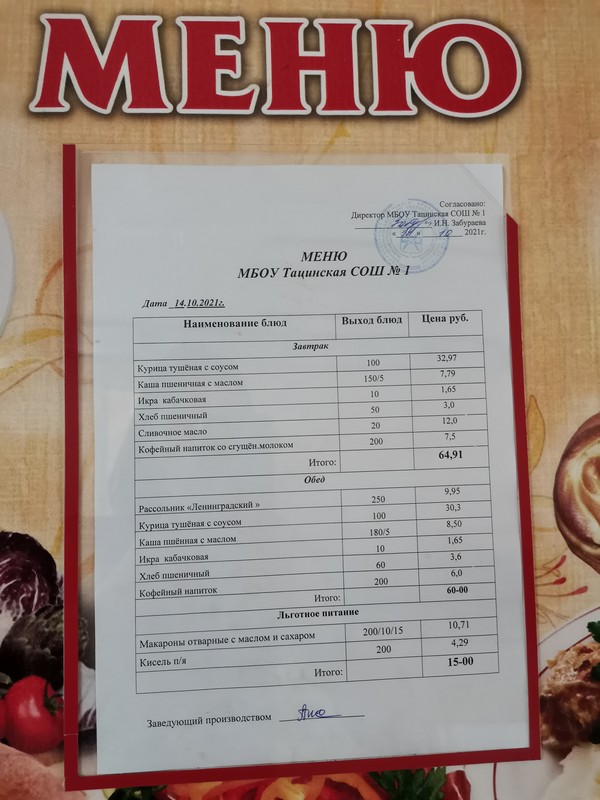 МЕНЮ
Согласовано:
Директор МБОУ Тацинская СОШ № 1
И.Н. Забураева
10 2021г.
МЕНЮ
МБОУ Тацинская СОШ № 1
Дата 14.10.2021г.
Наименование блюд Выход блюд Цена руб.
Завтрак
Курица тушёная с соусом 100 32,97
Каша пшеничная с маслом 150/5 7,79
Икра кабачковая 10 1,65
Хлеб пшеничный 50 3,0
Сливочное масло 20 12,0
Кофейный напиток со сгущён.молоком 200 7,5
Итого: 64,91
Обед
Рассольник «Ленинградский » 250 9,95
Курица тушёная с соусом 100 30,3
Каша пшённая с маслом 180/5 8,50
Икра кабачковая 10 1,65
Хлеб пшеничный 60 3,6
Кофейный напиток 200 6,0
Итого: 60-00
Льготное питание
Макароны отварные с маслом и сахаром 200/10/15 10,71
Кисель п/я 200 4,29
Итого: 15-00
Заведующий производством